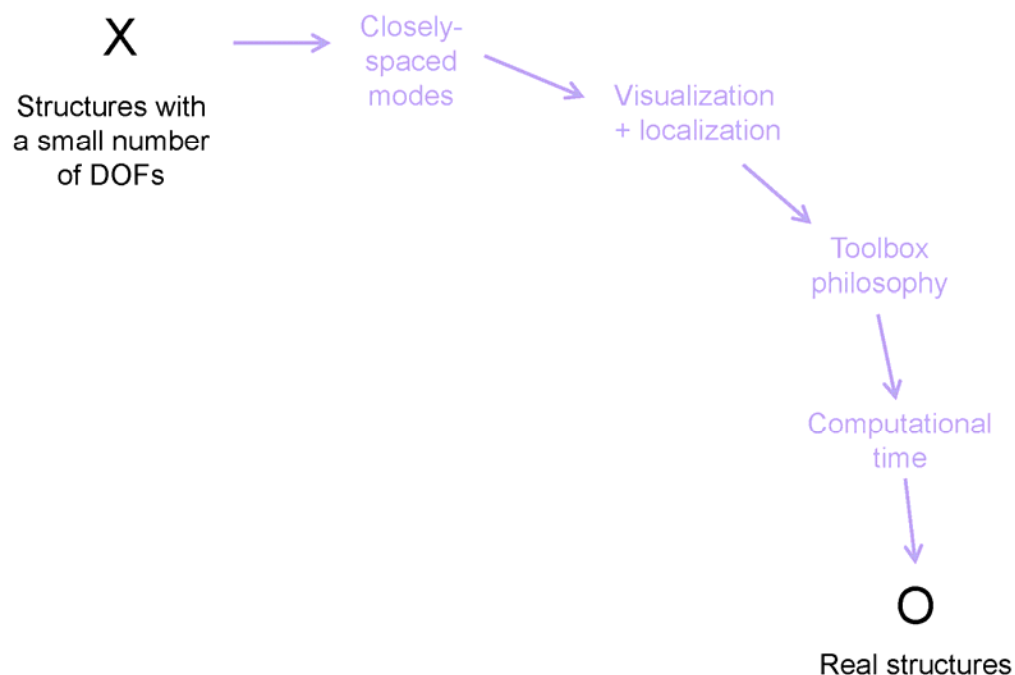 X
Structures with
a small number
of DOFs
Closely-
spaced
modes
Visualization
+ localization
Toolbox
philosophy
Computational
time
O
Real structures